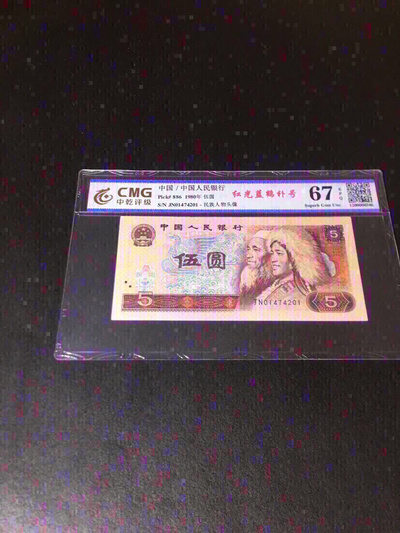 CMG
中乾评级
中国 / 中国人民银行
Pick# 886 1980年 伍圆
S/N JN01474201 - 民族人物头像
红光蓝鹤补号
67
EPQ
Superb Gem Unc
中国人民银行
5
伍圆
JN01474201
5
5